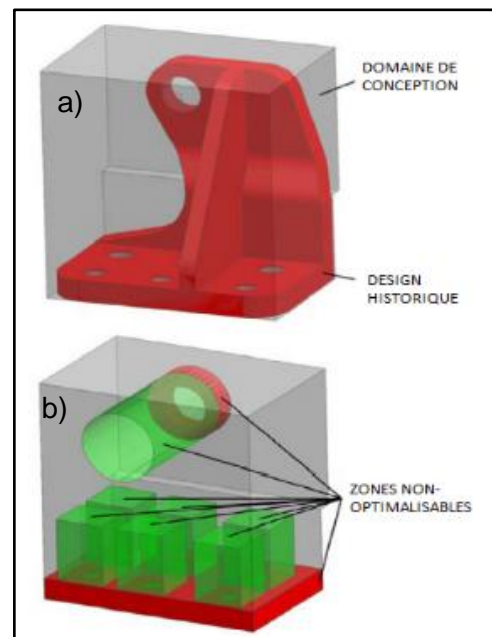 a)
DOMAINE DE
CONCEPTION
DESIGN
HISTORIQUE
b)
ZONES NON-
OPTIMALISABLES